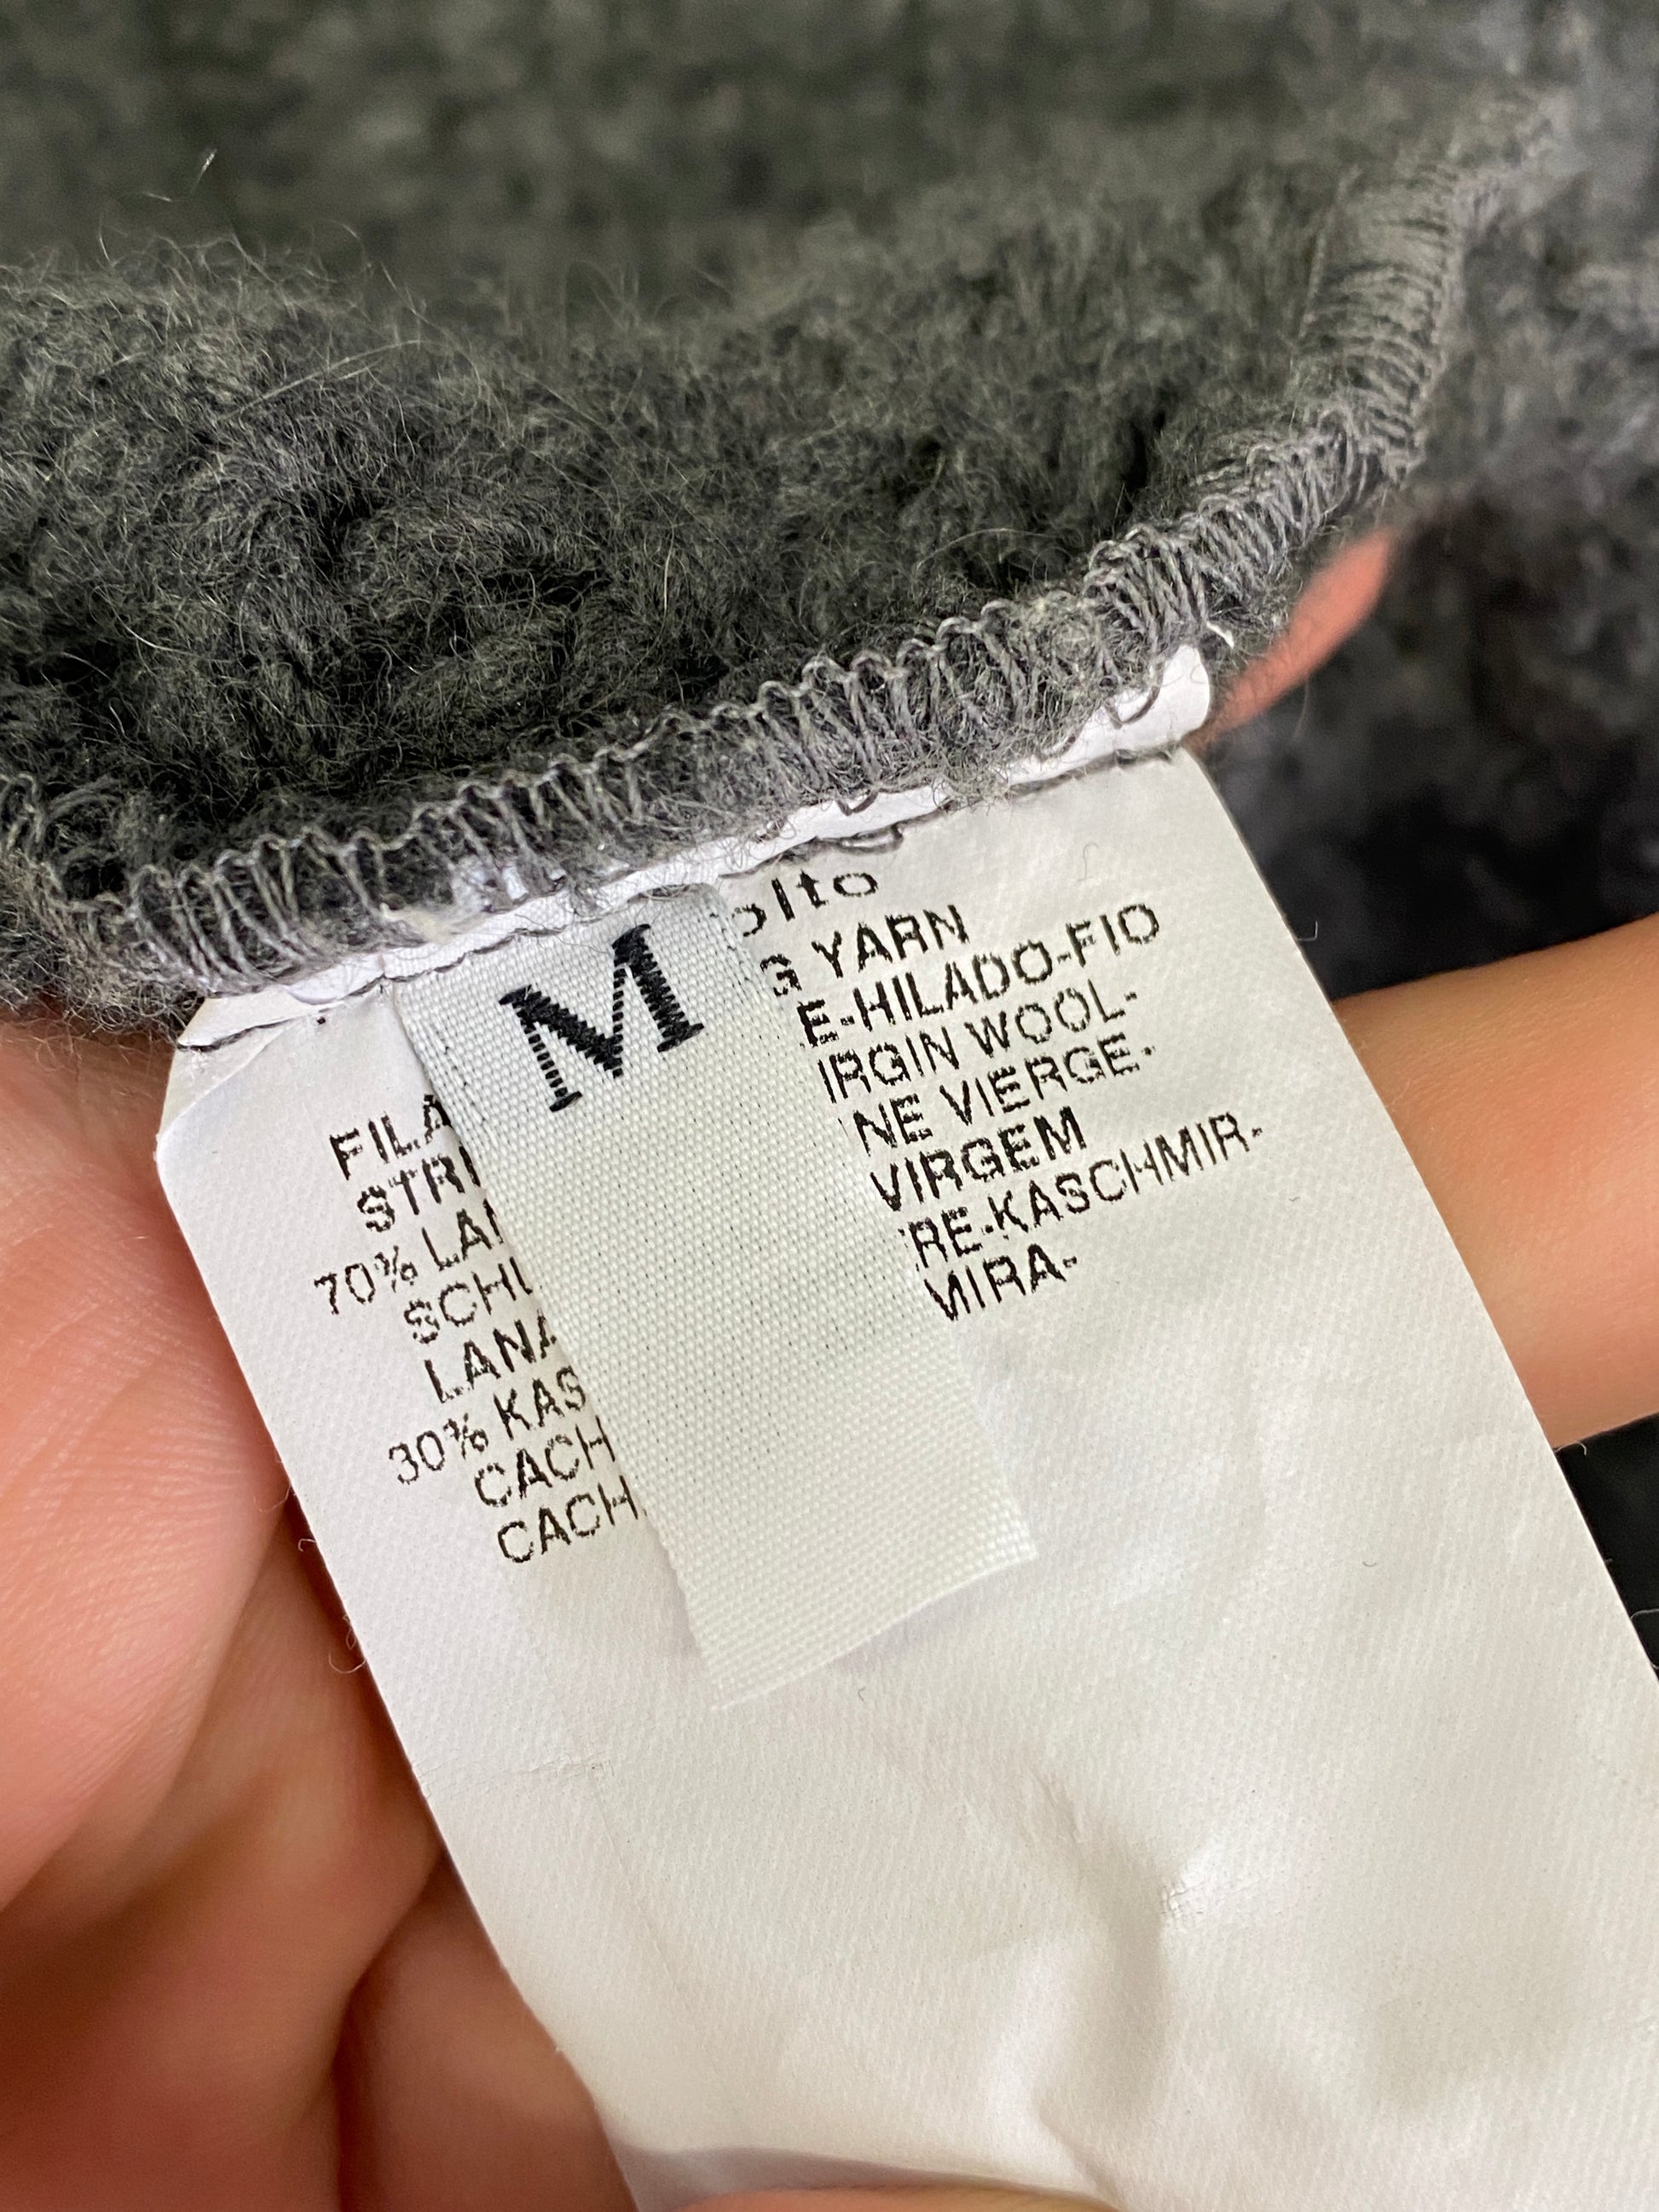 M
FILA
STRI
70% LA
SCHU
LANA
30% KAS
CACH
CACH
olto
G YARN
E-HILADO-FIO
IRGIN WOOL-
NE VIERGE-
VIRGEM
RE-KASCHMIR-
MIRA-